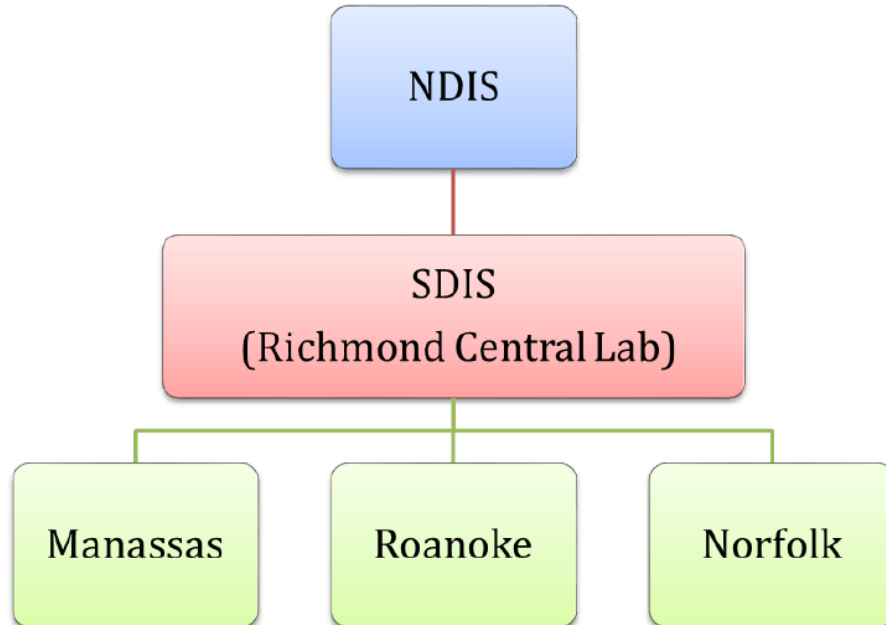 NDIS
SDIS
(Richmond Central Lab)
Manassas
Roanoke
Norfolk